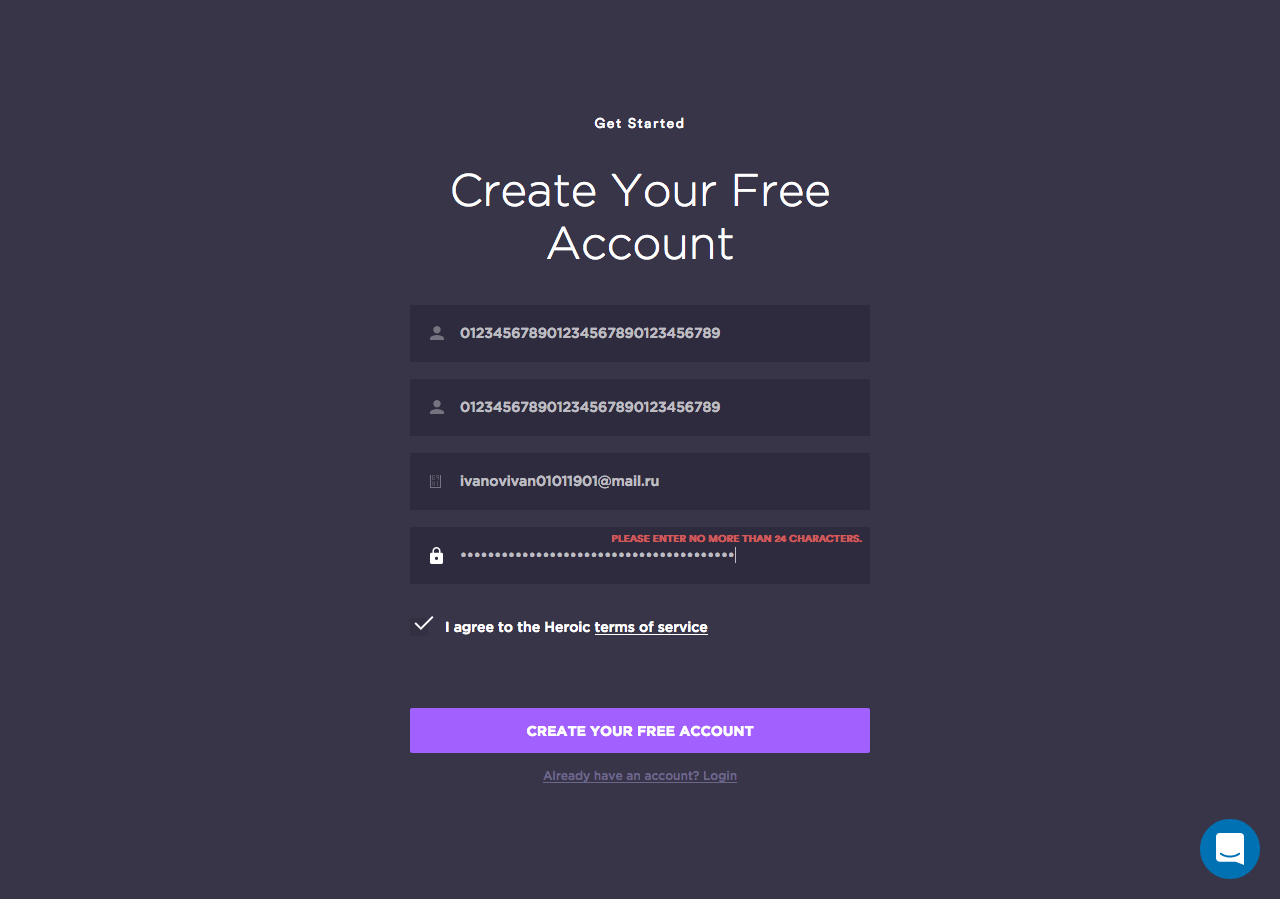 Get Started
Create Your Free
Account
012345678901234567890123456789
012345678901234567890123456789
ivanovivan01011901@mail.ru
PLEASE ENTER NO MORE THAN 24 CHARACTERS.
I agree to the Heroic terms of service
CREATE YOUR FREE ACCOUNT
Already have an account? Login